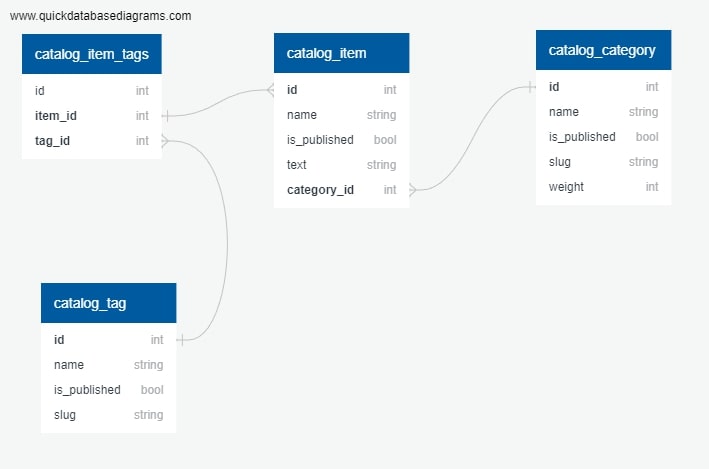 www.quickdatabasediagrams.com
catalog_item_tags
id int
item_id int
tag_id int
catalog_item
id int
name string
is_published bool
text string
category_id int
catalog_category
id int
name string
is_published bool
slug string
weight int
catalog_tag
id int
name string
is_published bool
slug string